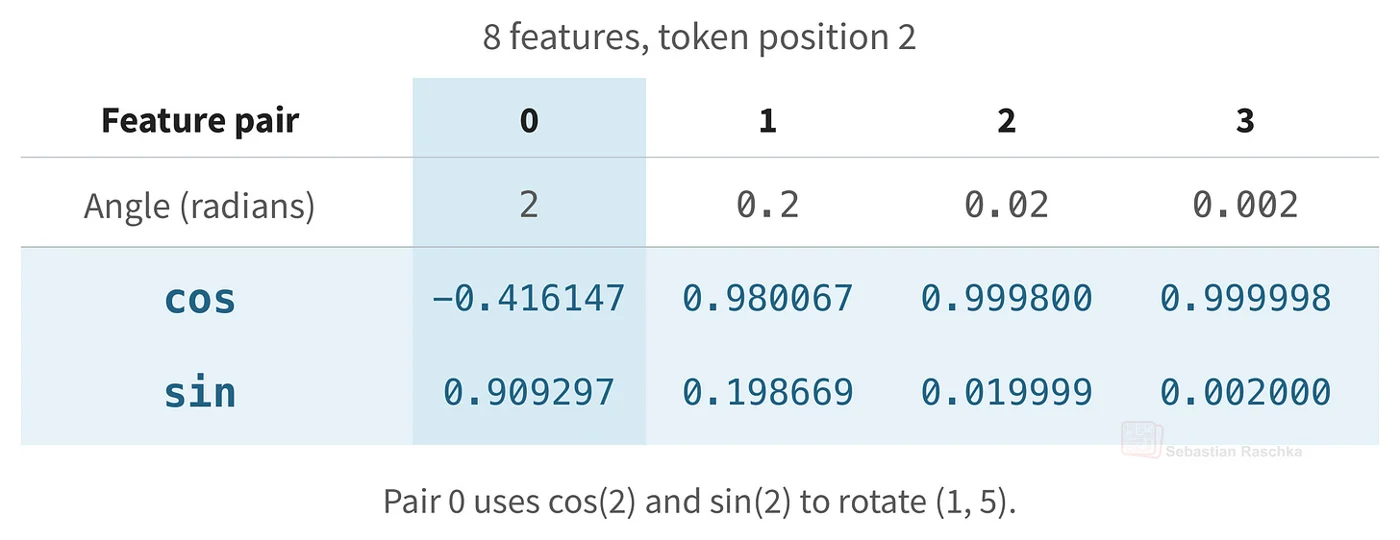 8 features, token position 2
Feature pair 0 1 2 3
Angle (radians) 2 0.2 0.02 0.002
cos −0.416147 0.980067 0.999800 0.999998
sin 0.909297 0.198669 0.019999 0.002000
Sebastian Raschka
Pair 0 uses cos(2) and sin(2) to rotate (1, 5).